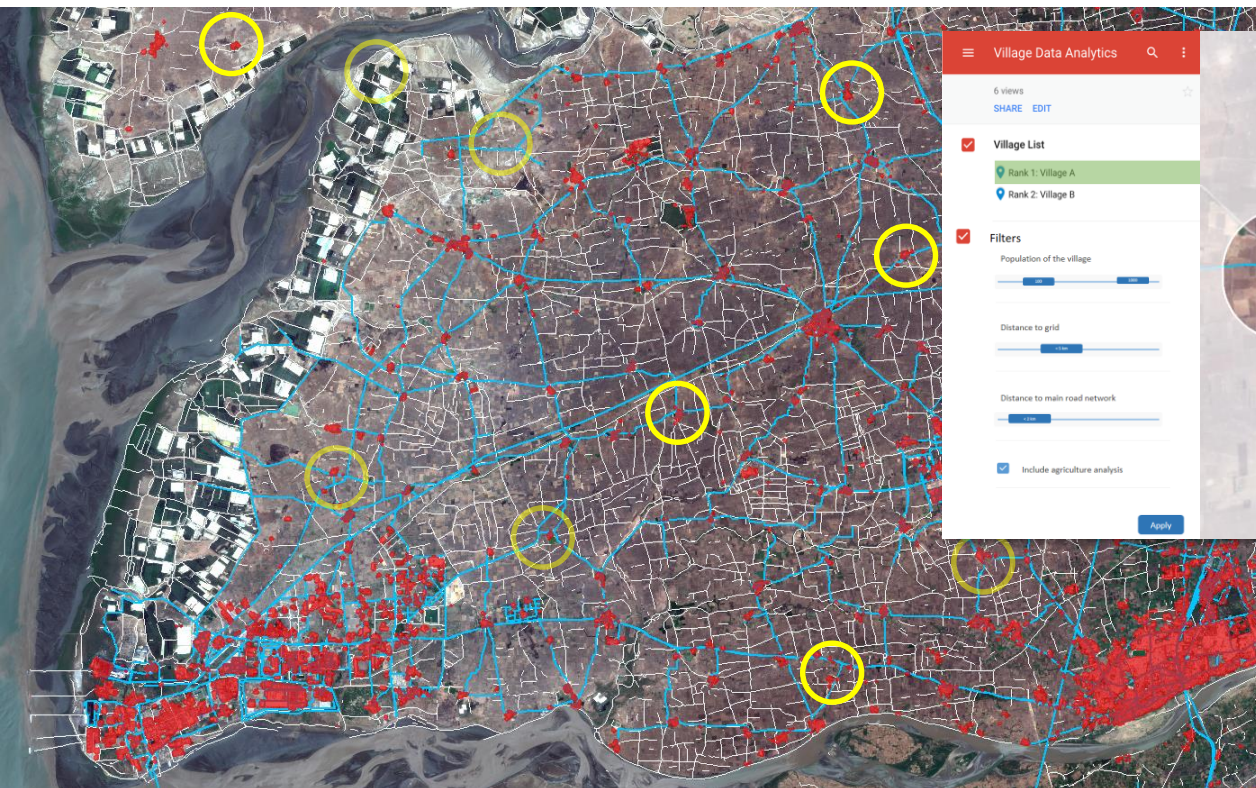 Village Data Analytics
6 views
SHARE EDIT
Village List
Rank 1: Village A
Rank 2: Village B
Filters
Population of the village
Distance to grid
Distance to main road network
Include agriculture analysis
Apply